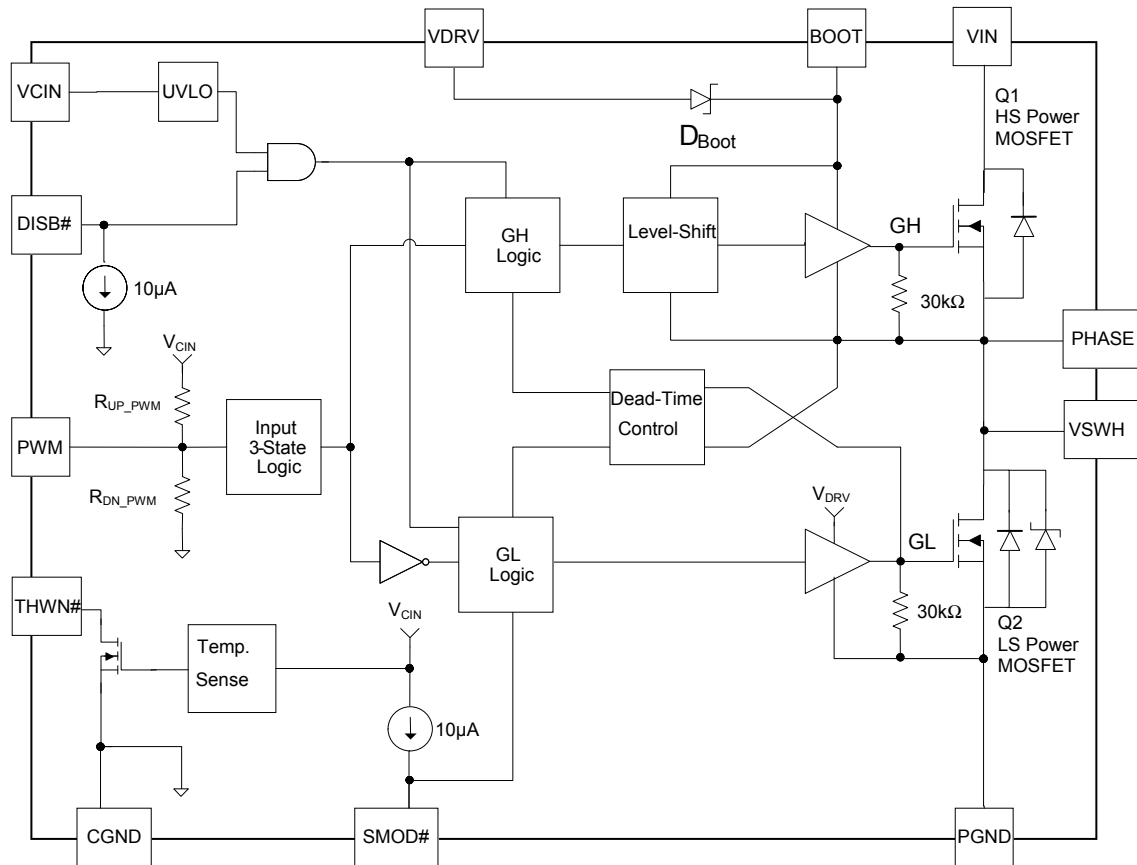 VDRV
BOOT
VIN
VCIN
UVLO
Q1
HS Power
MOSFET
DBoot
DISB#
GH
Logic
Level-Shift
GH
10µA
30kΩ
VCIN
PHASE
RUP_PWM
Dead-Time
Control
PWM
Input
3-State
Logic
VSWH
RDN_PWM
VDRV
GL
Logic
GL
THWN#
VCIN
30kΩ
Temp.
Sense
Q2
LS Power
MOSFET
10µA
CGND
SMOD#
PGND